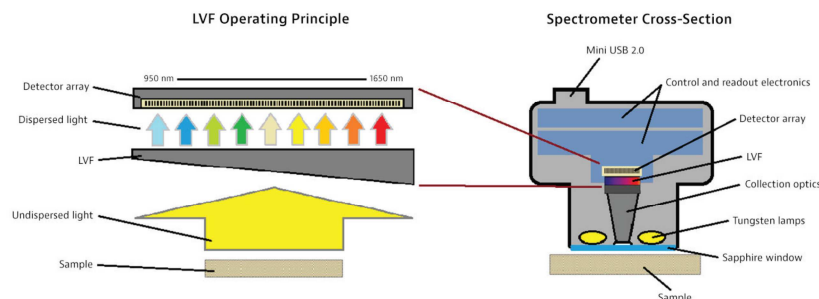 LVF Operating Principle
950 nm
1650 nm
Detector array
Dispersed light
LVF
Undispersed light
Sample
Spectrometer Cross-Section
Mini USB 2.0
Control and readout electronics
Detector array
LVF
Collection optics
Tungsten lamps
Sapphire window
Sample